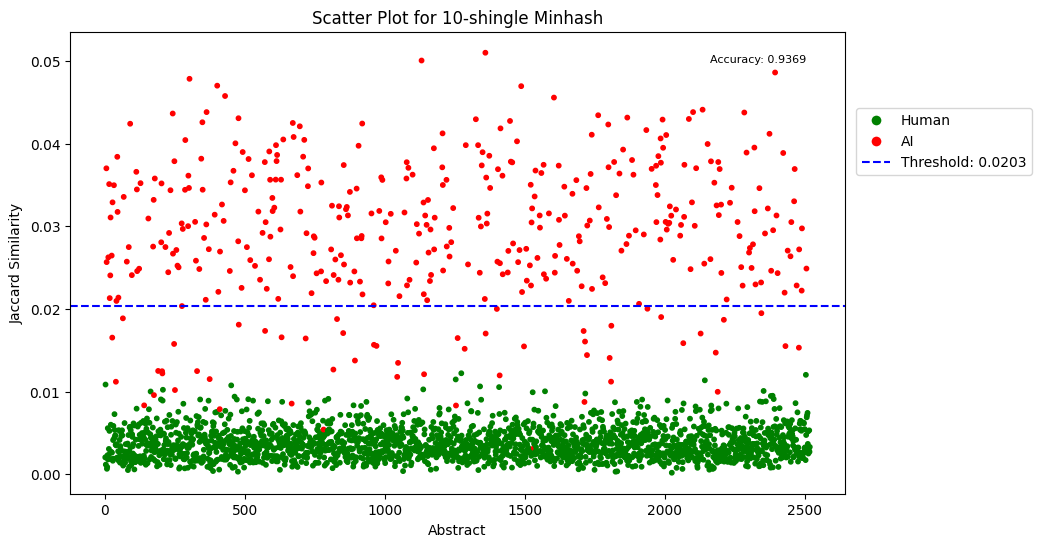 Scatter Plot for 10-shingle Minhash
Accuracy: 0.9369
Human
AI
Threshold: 0.0203
Jaccard Similarity
0.05
0.04
0.03
0.02
0.01
0.00
0
500
1000
1500
2000
2500
Abstract